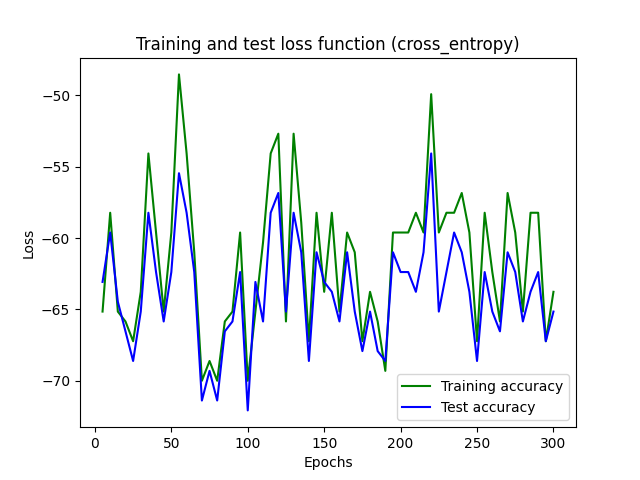 Training and test loss function (cross_entropy)
Loss
−50
−55
−60
−65
−70
0 50 100 150 200 250 300
Epochs
Training accuracy
Test accuracy